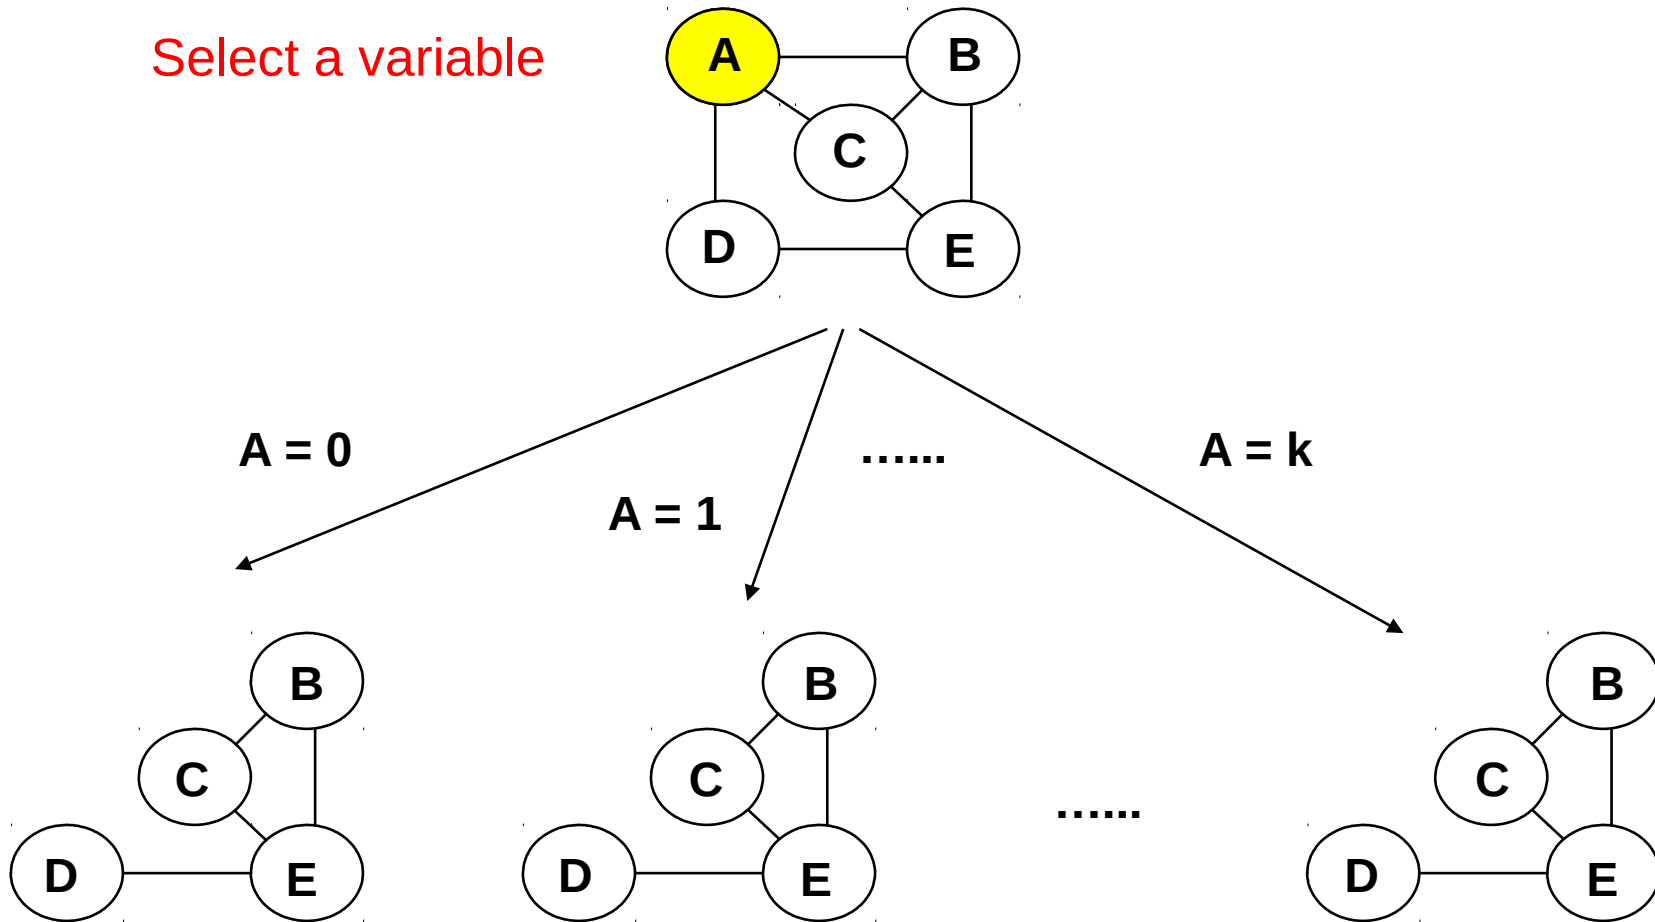 Select a variable
A
B
C
D
E
A = 0
A = 1
…...
A = k
B
C
D
E
B
C
D
E
…...
B
C
D
E